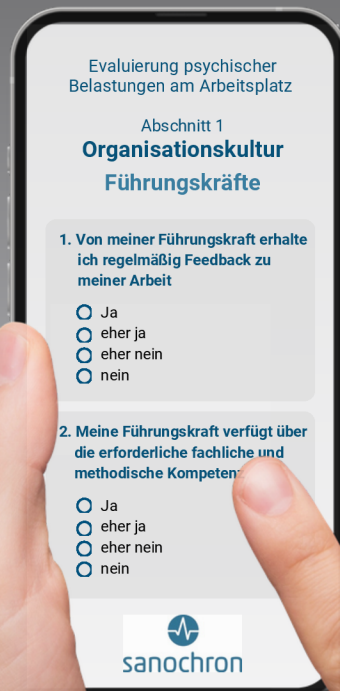 Evaluierung psychischer
Belastungen am Arbeitsplatz
Abschnitt 1
Organisationskultur
Führungskräfte
1. Von meiner Führungskraft erhalte
ich regelmäßig Feedback zu
meiner Arbeit
Ja
eher ja
eher nein
nein
2. Meine Führungskraft verfügt über
die erforderliche fachliche und
methodische Kompetenz
Ja
eher ja
eher nein
nein
sanochron